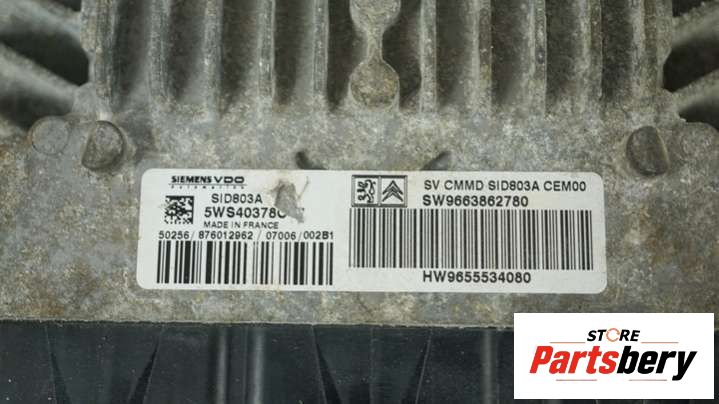 SIEMENS VDO
Automotive
SID803A
5WS40378
MADE IN FRANCE
50256/876012962/07006/002B1
SV CMMD SID803A CEM00
SW9663862780
HW9655534080
STORE
Partsbery